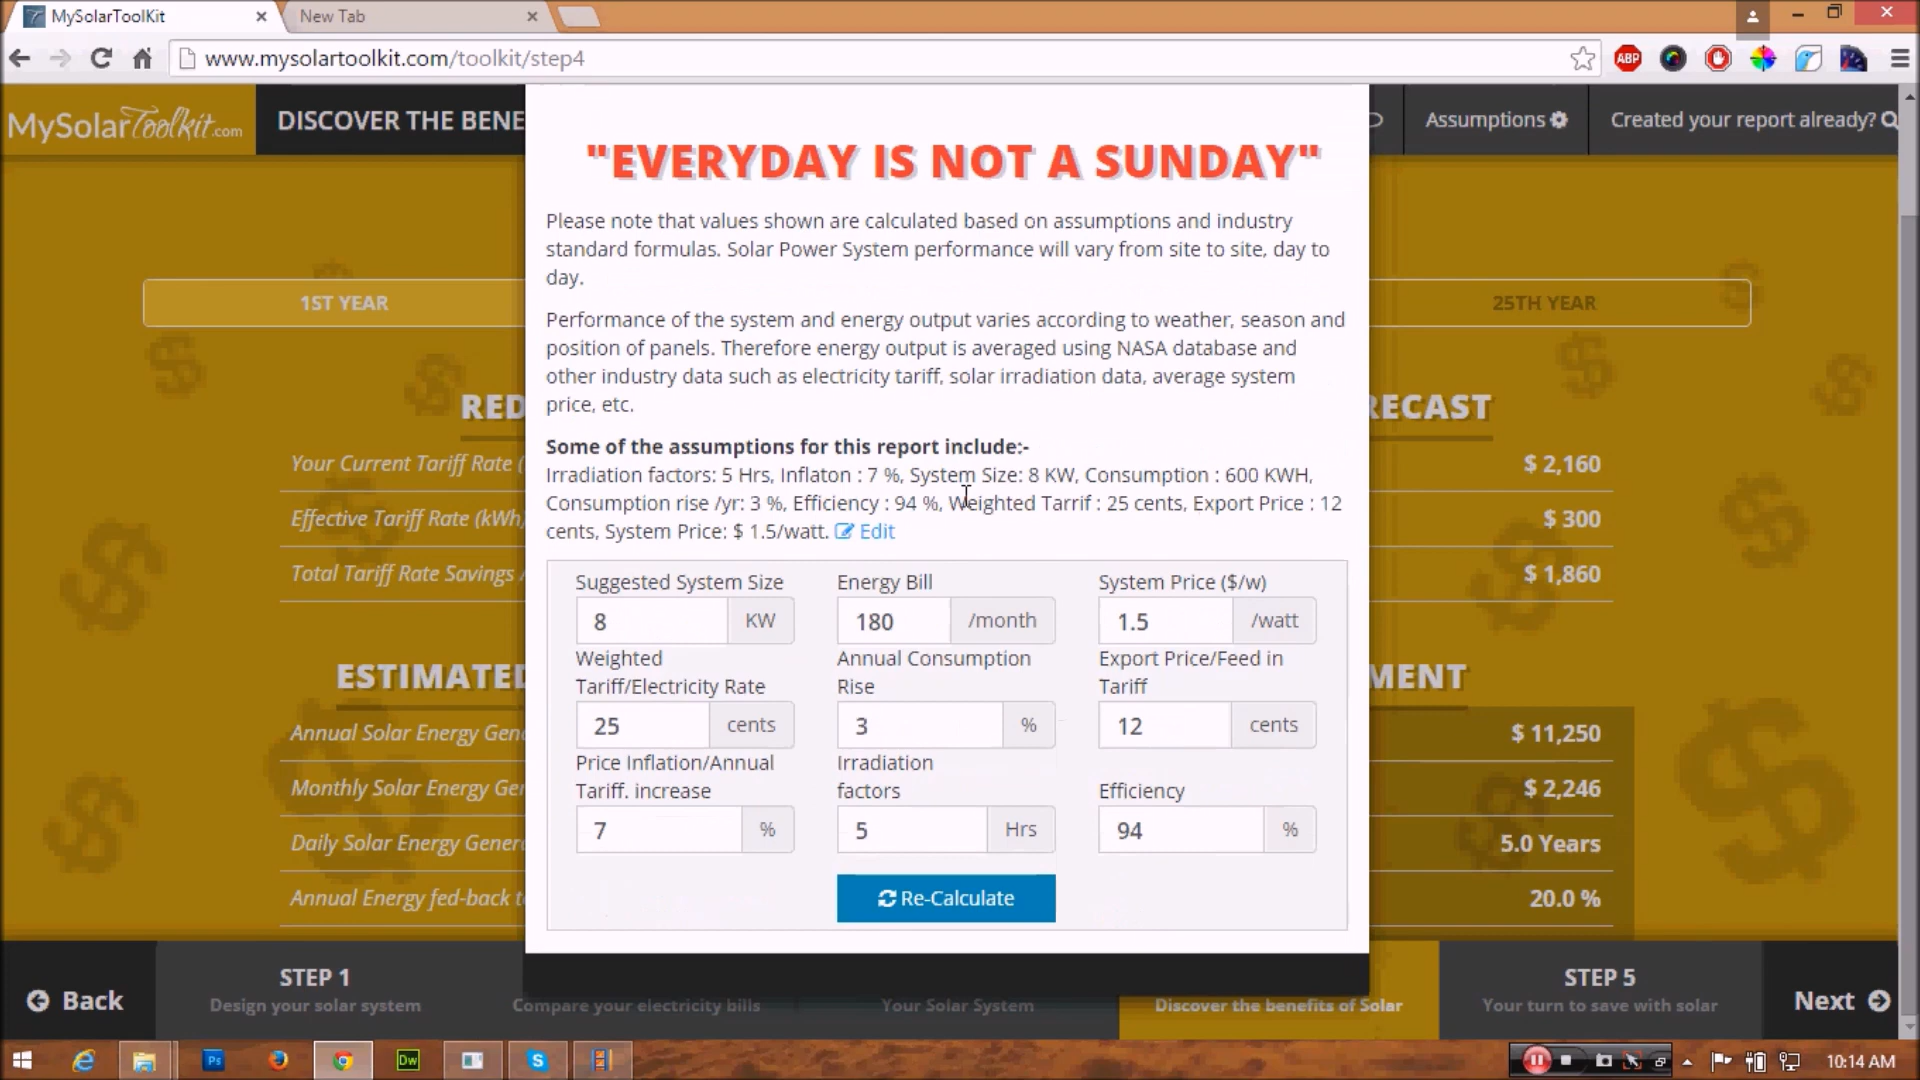 MySolarToolKit
New Tab
www.mysolartoolkit.com/toolkit/step4
ABP
MySolarToolkit.com
DISCOVER THE BENE
Assumptions
Created your report already?
"EVERYDAY IS NOT A SUNDAY"
Please note that values shown are calculated based on assumptions and industry
standard formulas. Solar Power System performance will vary from site to site, day to
day.
1ST YEAR
25TH YEAR
Performance of the system and energy output varies according to weather, season and
position of panels. Therefore energy output is averaged using NASA database and
other industry data such as electricity tariff, solar irradiation data, average system
price, etc.
RED
RECAST
Some of the assumptions for this report include:-
Irradiation factors: 5 Hrs, Inflaton : 7 %, System Size: 8 KW, Consumption : 600 KWH,
Consumption rise /yr: 3 %, Efficiency : 94 %, Weighted Tarrif : 25 cents, Export Price : 12
cents, System Price: $ 1.5/watt. Edit
Your Current Tariff Rate (
$ 2,160
Effective Tariff Rate (kWh)
$ 300
Total Tariff Rate Savings
$ 1,860
Suggested System Size
8 KW
Energy Bill
180 /month
System Price ($/w)
1.5 /watt
Weighted
Tariff/Electricity Rate
25 cents
Annual Consumption
Rise
3 %
Export Price/Feed in
Tariff
12 cents
Price Inflation/Annual
Tariff. increase
7 %
Irradiation
factors
5 Hrs
Efficiency
94 %
Re-Calculate
ESTIMATED
MENT
Annual Solar Energy Gen
$ 11,250
Monthly Solar Energy Ge
$ 2,246
Daily Solar Energy Gener
5.0 Years
Annual Energy fed-back t
20.0 %
Back
STEP 1
Design your solar system
Compare your electricity bills
Your Solar System
Discover the benefits of Solar
STEP 5
Your turn to save with solar
Next
Ps
Dw
10:14 AM